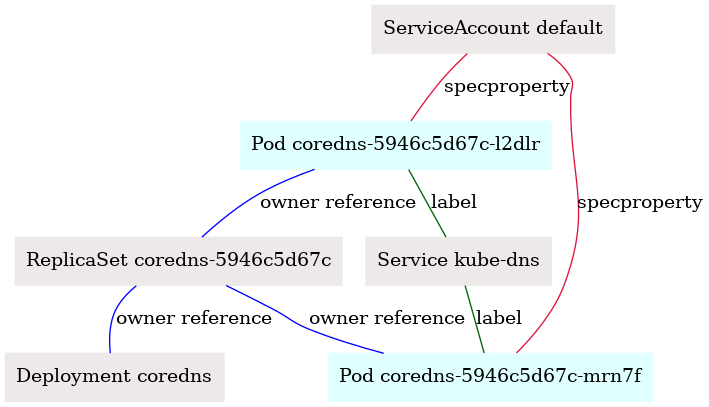 ServiceAccount default
specproperty
Pod coredns-5946c5d67c-l2dlr
owner reference
label
specproperty
ReplicaSet coredns-5946c5d67c
Service kube-dns
owner reference
owner reference
label
Deployment coredns
Pod coredns-5946c5d67c-mrn7f